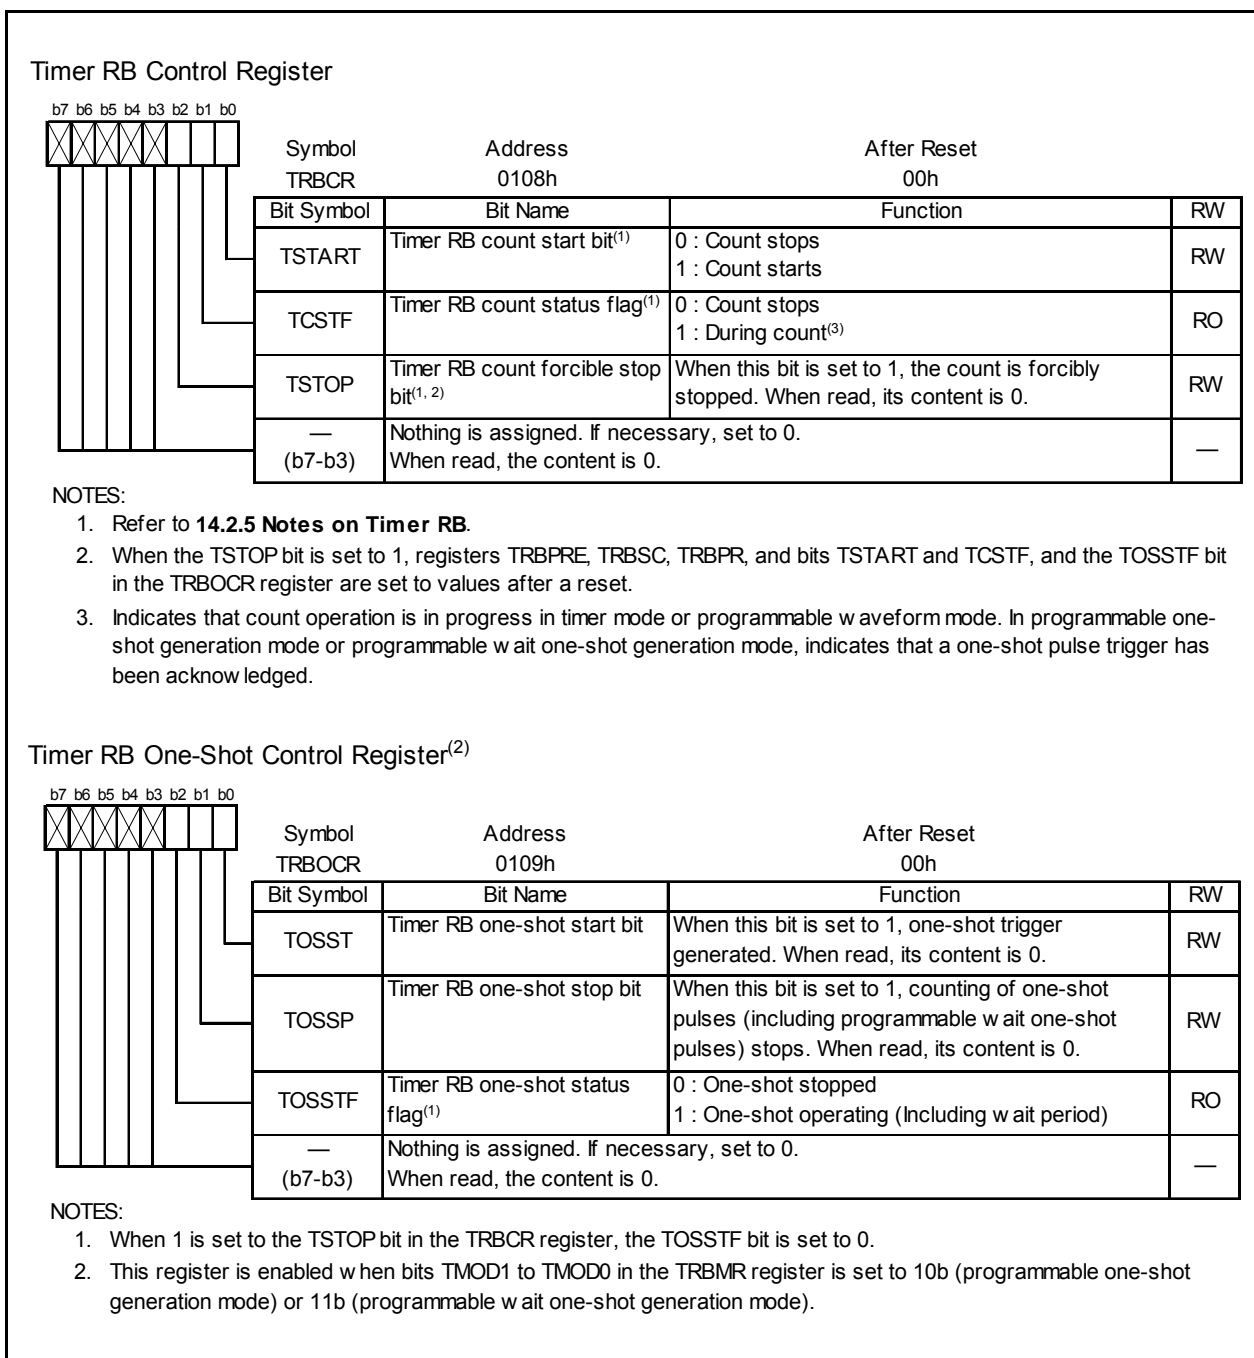 Timer RB Control Register
b7 b6 b5 b4 b3 b2 b1 b0
Symbol Address After Reset
TRBCR 0108h 00h
Bit Symbol Bit Name Function RW
TSTART Timer RB count start bit(1) 0 : Count stops
1 : Count starts RW
TCSTF Timer RB count status flag(1) 0 : Count stops
1 : During count(3) RO
TSTOP Timer RB count forcible stop When this bit is set to 1, the count is forcibly
bit(1, 2) stopped. When read, its content is 0. RW
— Nothing is assigned. If necessary, set to 0.
(b7-b3) When read, the content is 0. —
NOTES:
1. Refer to 14.2.5 Notes on Timer RB.
2. When the TSTOP bit is set to 1, registers TRBPRE, TRBSC, TRBPR, and bits TSTART and TCSTF, and the TOSSTF bit
in the TRBOCR register are set to values after a reset.
3. Indicates that count operation is in progress in timer mode or programmable waveform mode. In programmable one-
shot generation mode or programmable wait one-shot generation mode, indicates that a one-shot pulse trigger has
been acknowledged.
Timer RB One-Shot Control Register(2)
b7 b6 b5 b4 b3 b2 b1 b0
Symbol Address After Reset
TRBOCR 0109h 00h
Bit Symbol Bit Name Function RW
TOSST Timer RB one-shot start bit When this bit is set to 1, one-shot trigger
generated. When read, its content is 0. RW
TOSSP Timer RB one-shot stop bit When this bit is set to 1, counting of one-shot
pulses (including programmable wait one-shot RW
pulses) stops. When read, its content is 0.
TOSSTF Timer RB one-shot status 0 : One-shot stopped
flag(1) 1 : One-shot operating (Including wait period) RO
— Nothing is assigned. If necessary, set to 0.
(b7-b3) When read, the content is 0. —
NOTES:
1. When 1 is set to the TSTOP bit in the TRBCR register, the TOSSTF bit is set to 0.
2. This register is enabled when bits TMOD1 to TMOD0 in the TRBMR register is set to 10b (programmable one-shot
generation mode) or 11b (programmable wait one-shot generation mode).